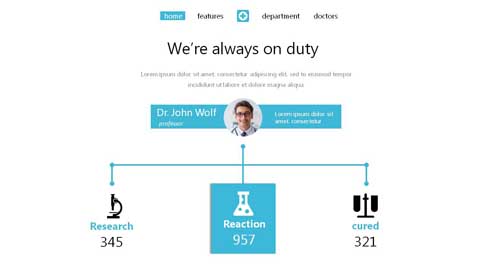 home features department doctors
We're always on duty
Lorem ipsum dolor sit amet, consectetur adipiscing elit, sed to eiusmod tempor
incididunt ut labore et dolore magna aliqua
Dr. John Wolf
professor
Lorem ipsum dolor sit
amet, consectetur
Research
345
Reaction
957
cured
321